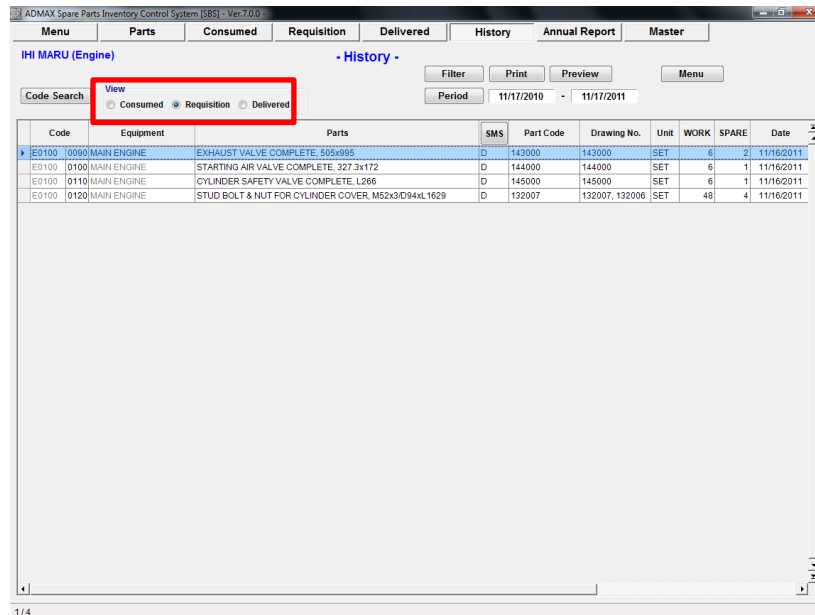 ADMAX Spare Parts Inventory Control System [SBS] - Ver.7.0.0 -
Menu Parts Consumed Requisition Delivered History Annual Report Master
IHI MARU (Engine) - History -
Filter Print Preview Menu
Code Search View Consumed Requisition Delivered Period 11/17/2010 - 11/17/2011
Code Equipment Parts SMS Part Code Drawing No. Unit WORK SPARE Date
E0100 0090 MAIN ENGINE EXHAUST VALVE COMPLETE, 505x995 D 143000 143000 SET 6 2 11/16/2011
E0100 0100 MAIN ENGINE STARTING AIR VALVE COMPLETE, 327.3x172 D 144000 144000 SET 6 1 11/16/2011
E0100 0110 MAIN ENGINE CYLINDER SAFETY VALVE COMPLETE, L266 D 145000 145000 SET 6 1 11/16/2011
E0100 0120 MAIN ENGINE STUD BOLT & NUT FOR CYLINDER COVER, M52x3/D94xL1629 D 132007 132007, 132006 SET 48 4 11/16/2011
1 / 4